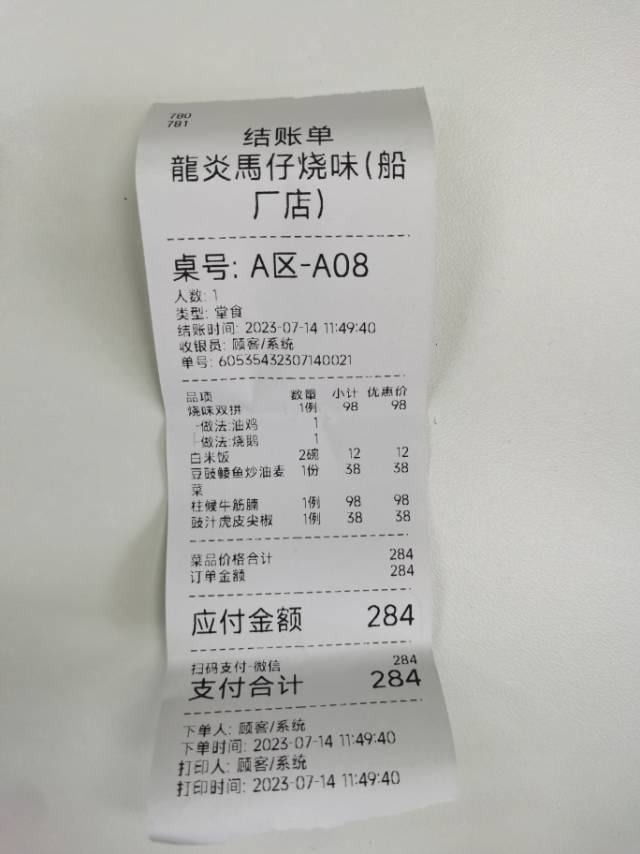 780
781
结账单
龍炎馬仔烧味(船
厂店)
桌号: A区-A08
人数: 1
类型: 堂食
结账时间: 2023-07-14 11:49:40
收银员: 顾客/系统
单号: 60535432307140021
品项 数量 小计 优惠价
烧味双拼 1例 98 98
-做法:油鸡 1
-做法:烧鹅 1
白米饭 2碗 12 12
豆豉鲮鱼炒油麦 1份 38 38
菜
柱候牛筋腩 1例 98 98
豉汁虎皮尖椒 1例 38 38
菜品价格合计 284
订单金额 284
应付金额 284
扫码支付-微信 284
支付合计 284
下单人: 顾客/系统
下单时间: 2023-07-14 11:49:40
打印人: 顾客/系统
打印时间: 2023-07-14 11:49:40